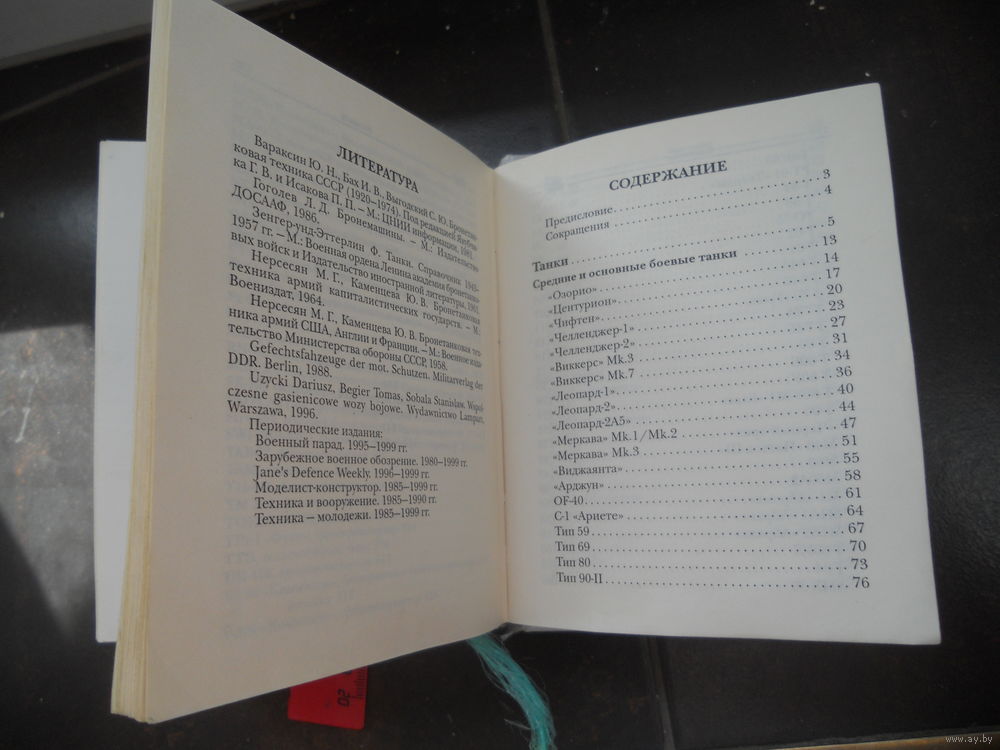 ЛИТЕРАТУРА
Вараксин Ю. Н., Бах И. В., Выгодский С. Ю. Бронетан-
ковая техника СССР (1920–1974). Под редакцией Якубен-
ка Г. В. и Исакова П. П. – М.: ЦНИИ информации, 1981.
Гоголев Л. Д. Бронемашины. – М.: Издательство
ДОСААФ, 1986.
Зенгер-унд-Эттерлин Ф. Танки. Справочник 1943–
1957 гг. – М.: Военная ордена Ленина академия бронетанко-
вых войск и Издательство иностранной литературы, 1961.
Нерсесян М. Г., Каменцева Ю. В. Бронетанковая
техника армий капиталистических государств. – М.:
Воениздат, 1964.
Нерсесян М. Г., Каменцева Ю. В. Бронетанковая тех-
ника армий США, Англии и Франции. – М.: Военное изда-
тельство Министерства обороны СССР, 1958.
Gefechtsfahrzeuge der mot. Schutzen. Militarverlag der
DDR. Berlin, 1988.
Uzycki Dariusz, Begier Tomas, Sobala Stanislaw. Wspol-
czesne gasienicowe wozy bojowe. Wydawnictwo Lampart,
Warszawa, 1996.
Периодические издания:
Военный парад. 1995–1999 гг.
Зарубежное военное обозрение. 1980–1999 гг.
Jane's Defence Weekly. 1996–1999 гг.
Моделист-конструктор. 1985–1999 гг.
Техника и вооружение. 1985–1990 гг.
Техника – молодежи. 1985–1999 гг.
СОДЕРЖАНИЕ
Предисловие 3
Сокращения 4
Танки 5
Средние и основные боевые танки 13
«Озорио» 14
«Центурион» 17
«Чифтен» 20
«Челленджер-1» 23
«Челленджер-2» 27
«Виккерс» Mk.3 31
«Виккерс» Mk.7 34
«Леопард-1» 36
«Леопард-2» 40
«Леопард-2А5» 44
«Меркава» Mk.1/Mk.2 47
«Меркава» Mk.3 51
«Виджаянта» 55
«Арджун» 58
OF-40 61
С-1 «Ариете» 64
Тип 59 67
Тип 69 70
Тип 80 73
Тип 90-II 76
20
www.ay.by